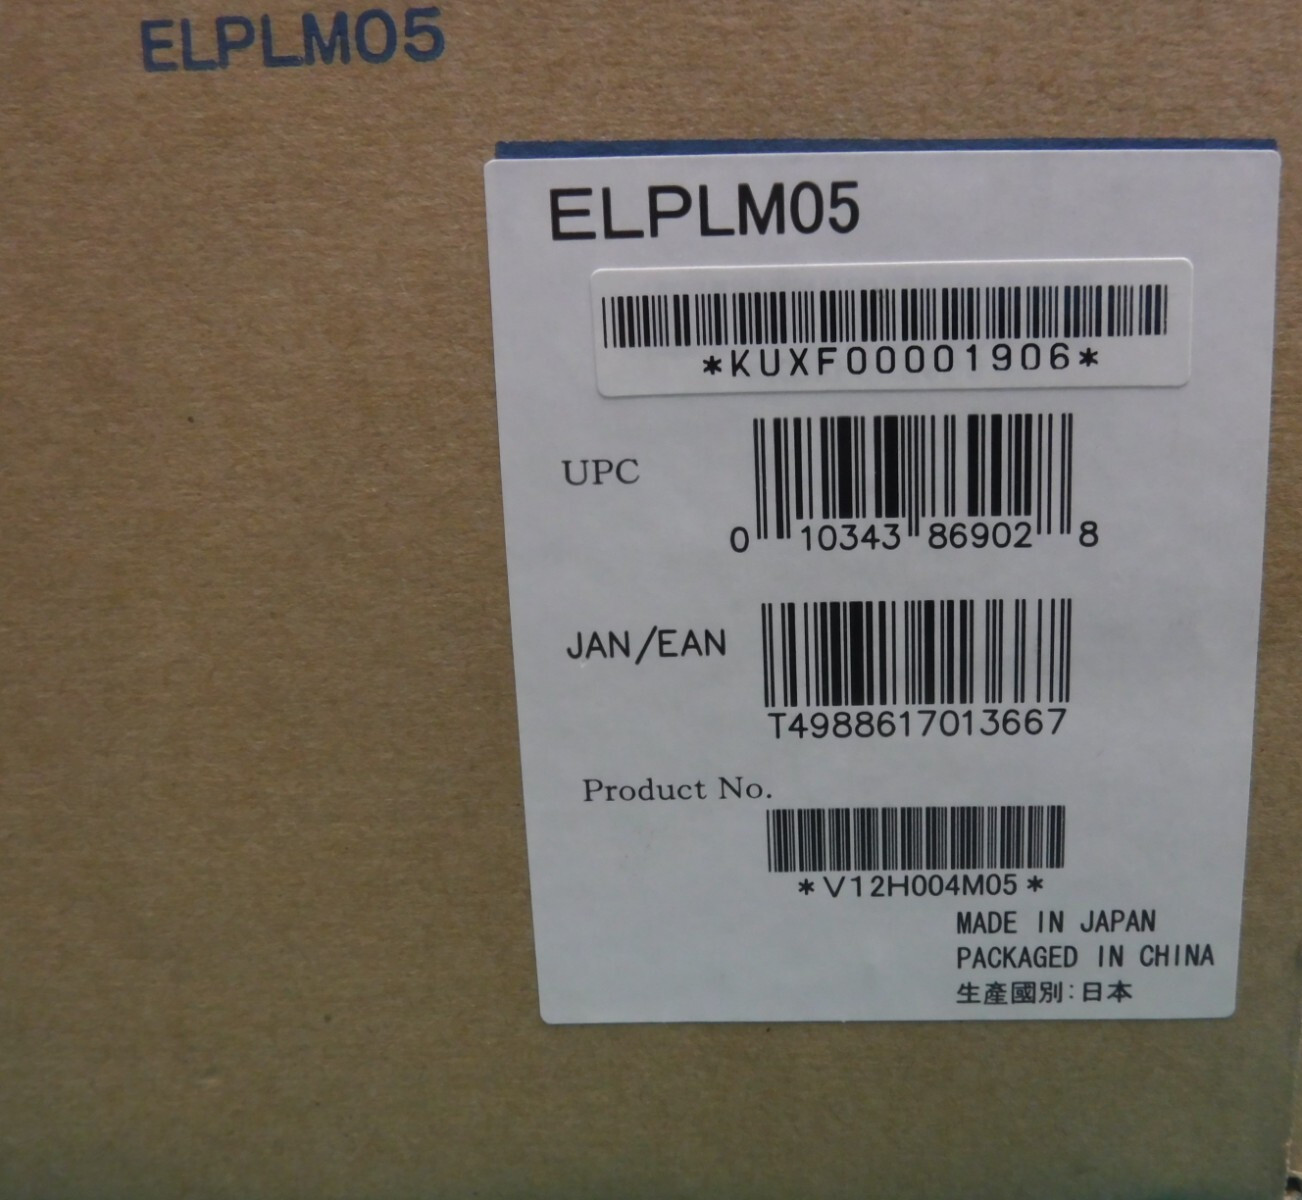 ELPLM05
ELPLM05
*KUXF00001906*
UPC
0 10343 86902 8
JAN/EAN
T4988617013667
Product No.
*V12H004M05*
MADE IN JAPAN
PACKAGED IN CHINA
生産國別:日本